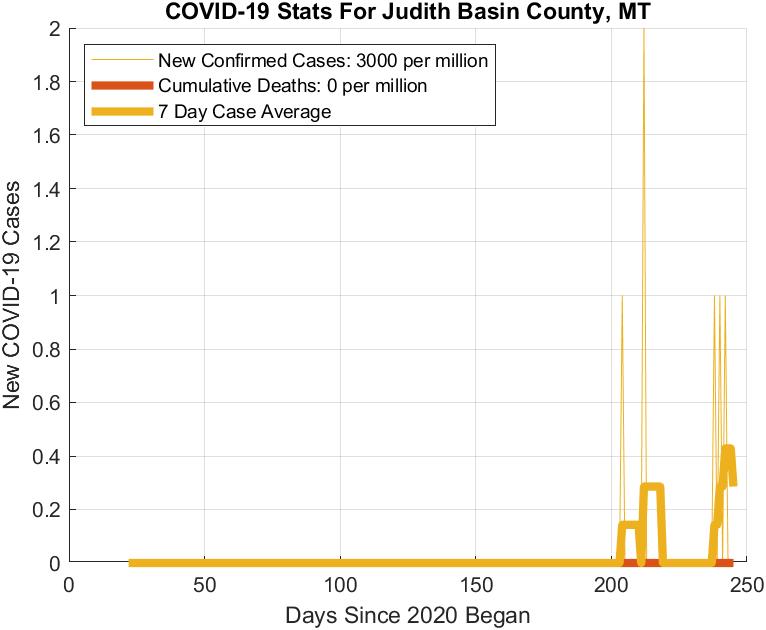 COVID-19 Stats For Judith Basin County, MT
New Confirmed Cases: 3000 per million
Cumulative Deaths: 0 per million
7 Day Case Average
New COVID-19 Cases
2
1.8
1.6
1.4
1.2
1
0.8
0.6
0.4
0.2
0
0 50 100 150 200 250
Days Since 2020 Began